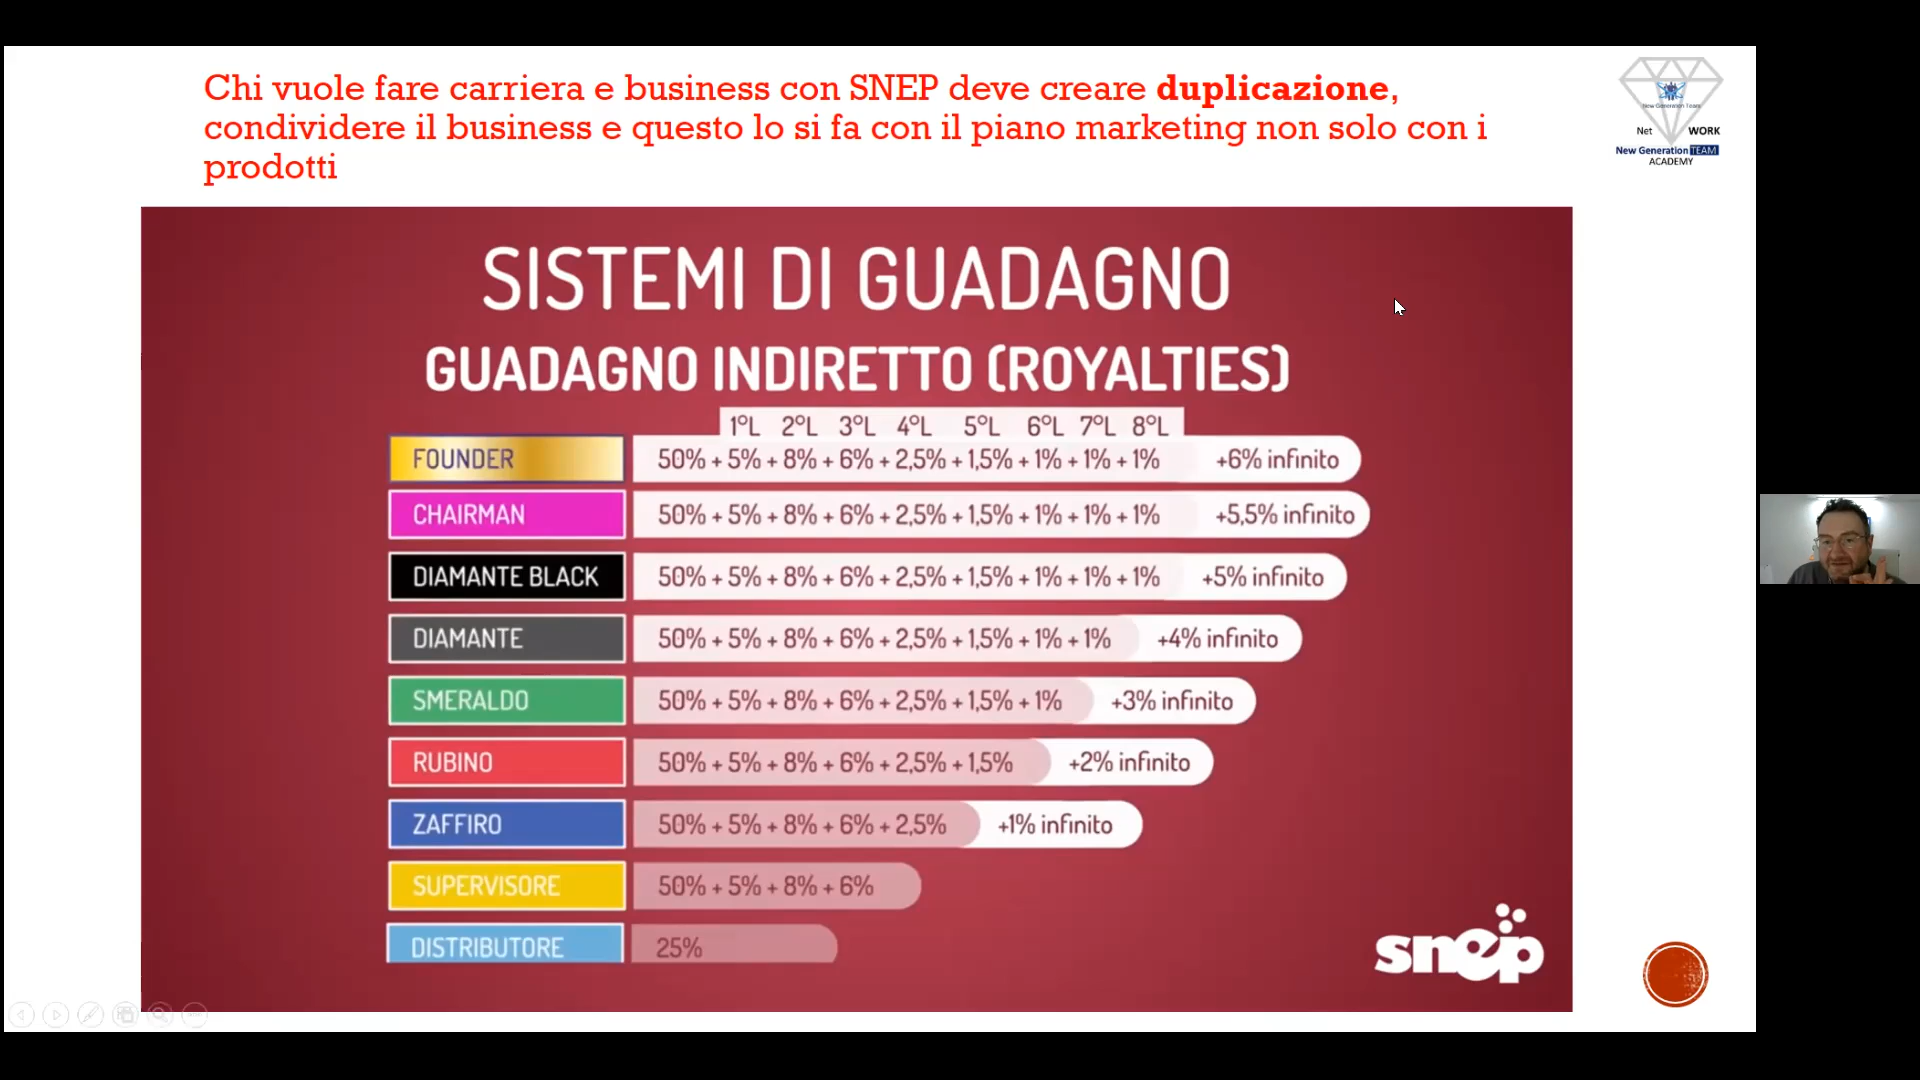 Chi vuole fare carriera e business con SNEP deve creare duplicazione,
condividere il business e questo lo si fa con il piano marketing non solo con i
prodotti
New Generation Team
Net WORK
New Generation TEAM
ACADEMY
SISTEMI DI GUADAGNO
GUADAGNO INDIRETTO (ROYALTIES)
1°L 2°L 3°L 4°L 5°L 6°L 7°L 8°L
FOUNDER 50% + 5% + 8% + 6% + 2,5% + 1,5% + 1% + 1% + 1% +6% infinito
CHAIRMAN 50% + 5% + 8% + 6% + 2,5% + 1,5% + 1% + 1% + 1% +5,5% infinito
DIAMANTE BLACK 50% + 5% + 8% + 6% + 2,5% + 1,5% + 1% + 1% + 1% +5% infinito
DIAMANTE 50% + 5% + 8% + 6% + 2,5% + 1,5% + 1% + 1% +4% infinito
SMERALDO 50% + 5% + 8% + 6% + 2,5% + 1,5% + 1% +3% infinito
RUBINO 50% + 5% + 8% + 6% + 2,5% + 1,5% +2% infinito
ZAFFIRO 50% + 5% + 8% + 6% + 2,5% +1% infinito
SUPERVISORE 50% + 5% + 8% + 6%
DISTRIBUTORE 25%
snep